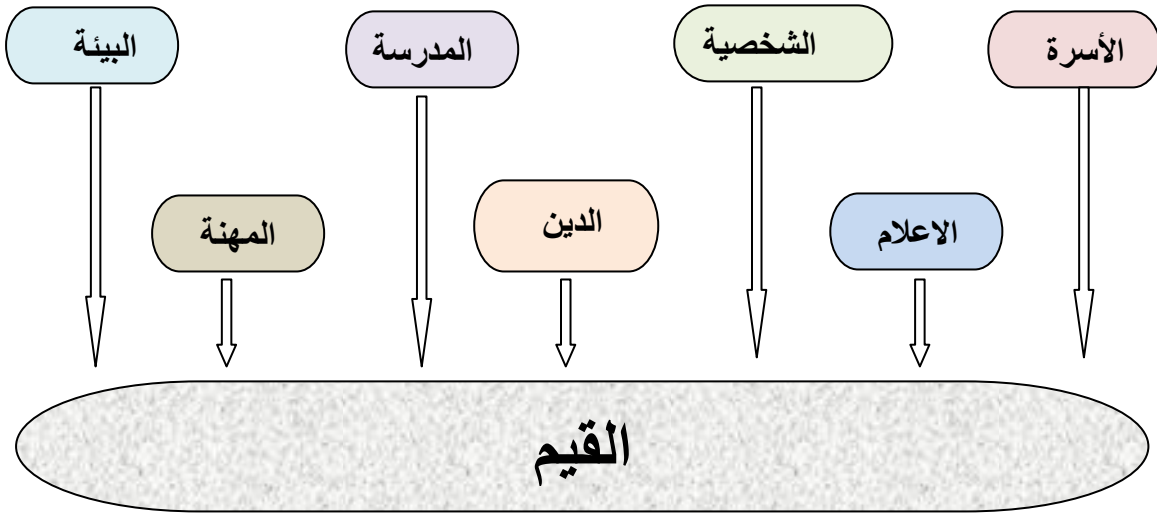 الأسرة
الشخصية
المدرسة
البيئة
الاعلام
الدين
المهنة
القيم